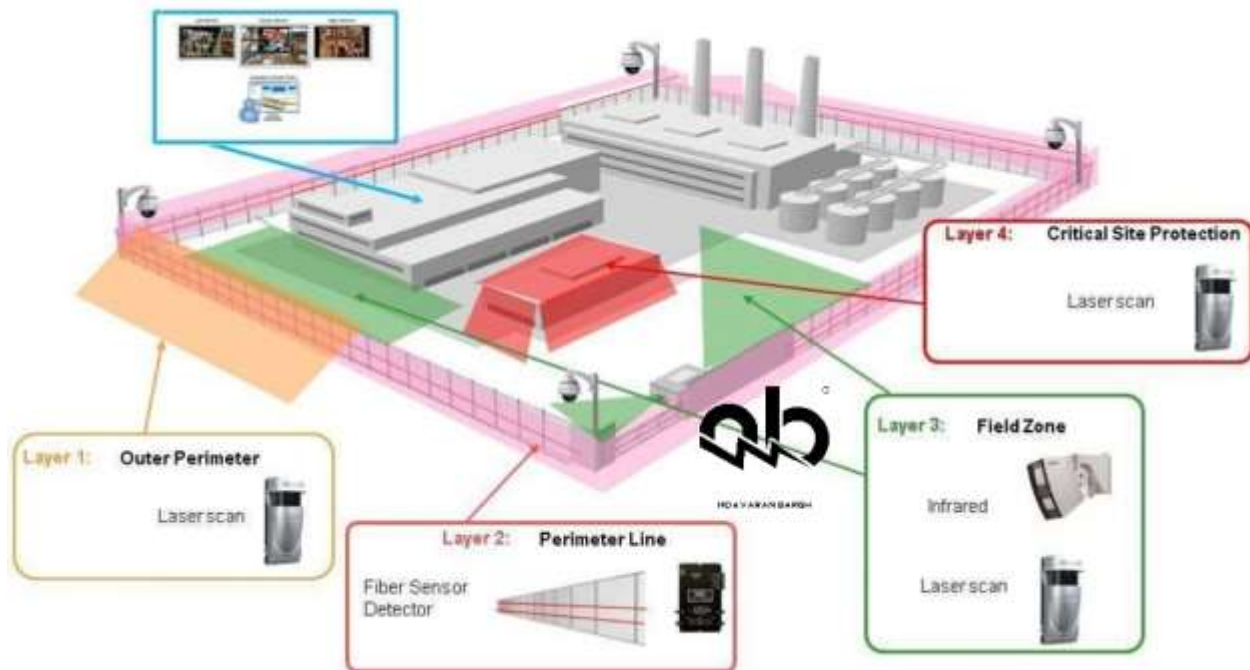 Layer 4: Critical Site Protection
Laser scan
Layer 3: Field Zone
Infrared
Laser scan
Layer 1: Outer Perimeter
Laser scan
Layer 2: Perimeter Line
Fiber Sensor
Detector